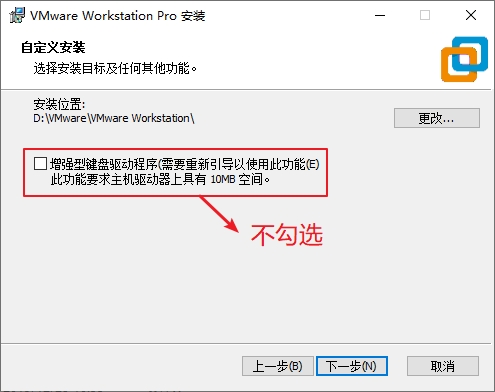 VMware Workstation Pro 安装
自定义安装
选择安装目标及任何其他功能。
安装位置:
D:\VMware\VMware Workstation\
更改...
增强型键盘驱动程序(需要重新引导以使用此功能(E)
此功能要求主机驱动器上具有 10MB 空间。
不勾选
上一步(B)
下一步(N)
取消